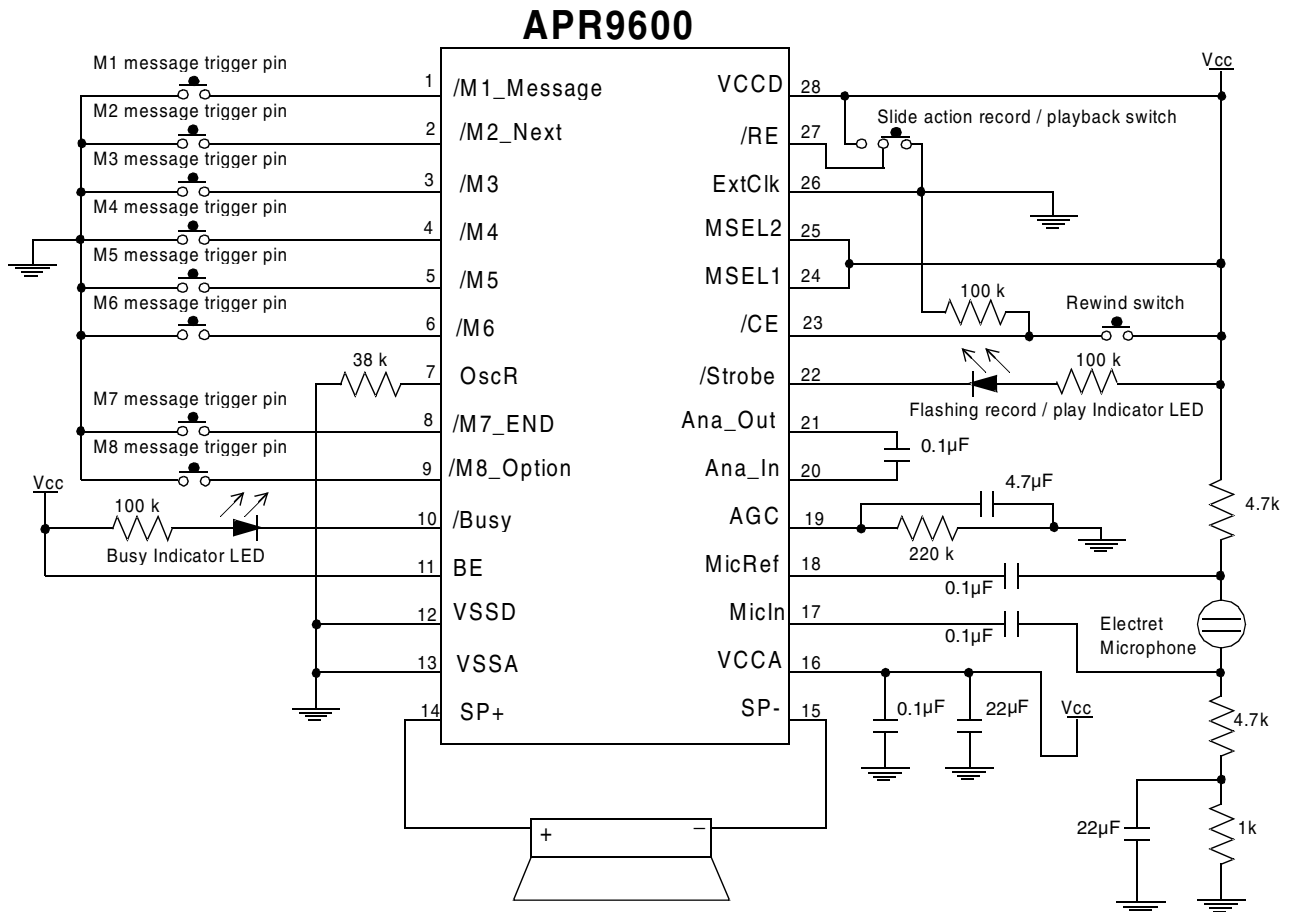 APR9600
M1 message trigger pin
M2 message trigger pin
M3 message trigger pin
M4 message trigger pin
M5 message trigger pin
M6 message trigger pin
38 k
M7 message trigger pin
M8 message trigger pin
Vcc
100 k
Busy Indicator LED
1 /M1_Message
2 /M2_Next
3 /M3
4 /M4
5 /M5
6 /M6
7 OscR
8 /M7_END
9 /M8_Option
10 /Busy
11 BE
12 VSSD
13 VSSA
14 SP+
VCCD 28
/RE 27
ExtClk 26
MSEL2 25
MSEL1 24
/CE 23
/Strobe 22
Ana_Out 21
Ana_In 20
AGC 19
MicRef 18
MicIn 17
VCCA 16
SP- 15
Vcc
Slide action record / playback switch
100 k
Rewind switch
100 k
Flashing record / play Indicator LED
0.1µF
4.7µF
220 k
4.7k
0.1µF
0.1µF
Electret
Microphone
0.1µF
22µF
Vcc
4.7k
22µF
1k
+ −